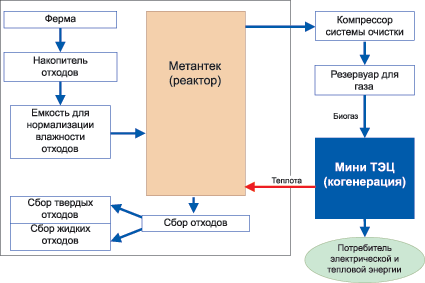 Ферма
Накопитель
отходов
Емкость для
нормализации
влажности
отходов
Метантек
(реактор)
Сбор отходов
Сбор твердых
отходов
Сбор жидких
отходов
Компрессор
системы очистки
Резервуар для
газа
Биогаз
Мини ТЭЦ
(когенерация)
Теплота
Потребитель
электрической и
тепловой энергии